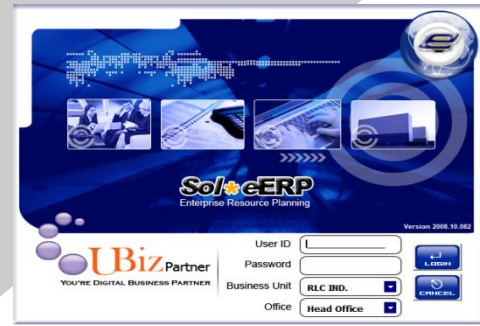 Sol*eERP
Enterprise Resource Planning
Version 2008.10.082
UBiz Partner
YOU'RE DIGITAL BUSINESS PARTNER
User ID
Password
Business Unit RLC IND.
Office Head Office
LOGIN
CANCEL